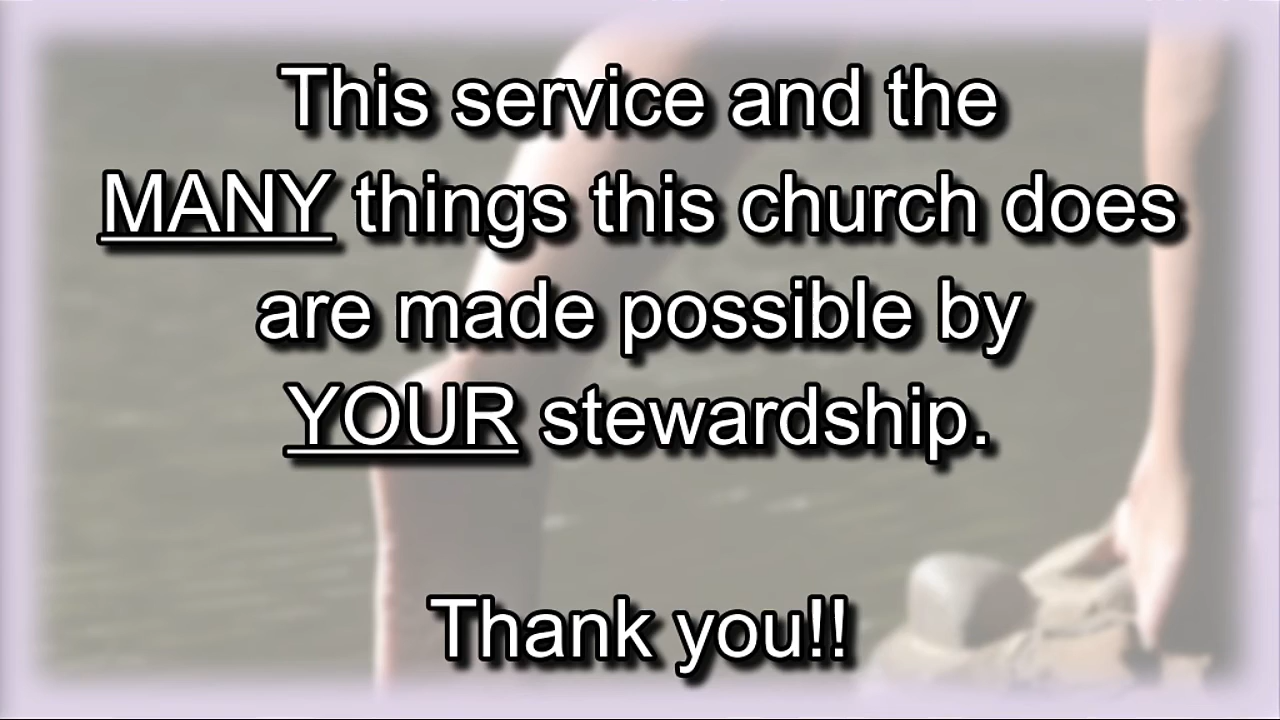 This service and the
MANY things this church does
are made possible by
YOUR stewardship.
Thank you!!